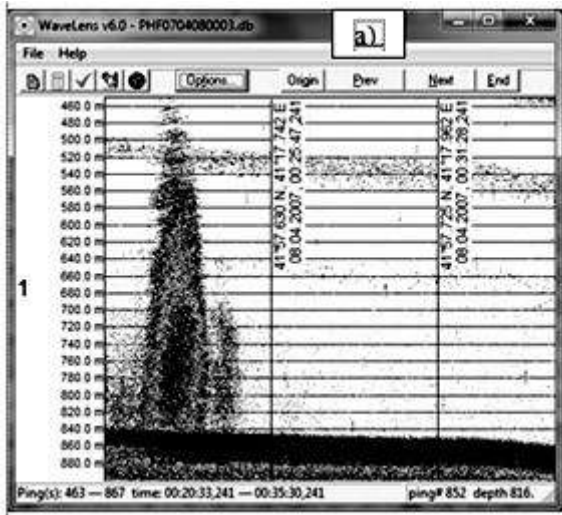 WaveLens v6.0 - PHF0704080003.db
a)
File Help
Options... Origin Prev Next End
460.0 m
480.0 m
500.0 m
520.0 m
540.0 m
560.0 m
580.0 m
600.0 m
620.0 m
640.0 m
660.0 m
680.0 m
700.0 m
720.0 m
740.0 m
760.0 m
780.0 m
800.0 m
820.0 m
840.0 m
860.0 m
880.0 m
1
41°57.630 N, 41°17.742 E
08.04.2007, 00:25:47,241
41°57.725 N, 41°17.962 E
08.04.2007, 00:31:28,241
Ping(s): 463 — 867 time: 00:20:33,241 — 00:35:30,241 ping# 852 depth 816.